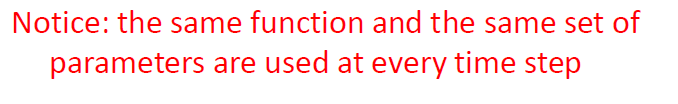 Notice: the same function and the same set of
parameters are used at every time step